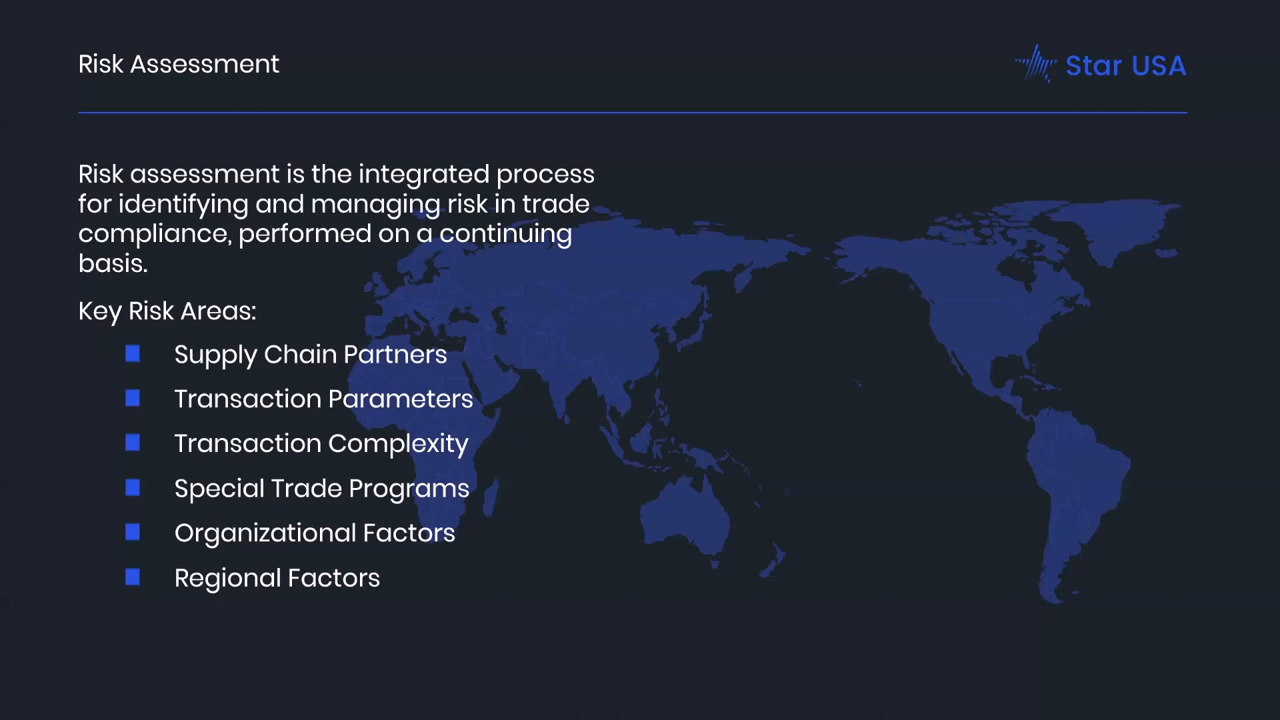 Risk Assessment
Star USA
Risk assessment is the integrated process
for identifying and managing risk in trade
compliance, performed on a continuing
basis.
Key Risk Areas:
Supply Chain Partners
Transaction Parameters
Transaction Complexity
Special Trade Programs
Organizational Factors
Regional Factors